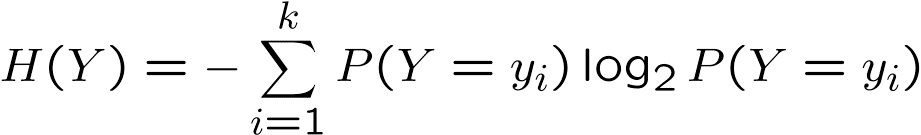 H(Y) = − ∑_{i=1}^{k} P(Y = y_i) log_2 P(Y = y_i)